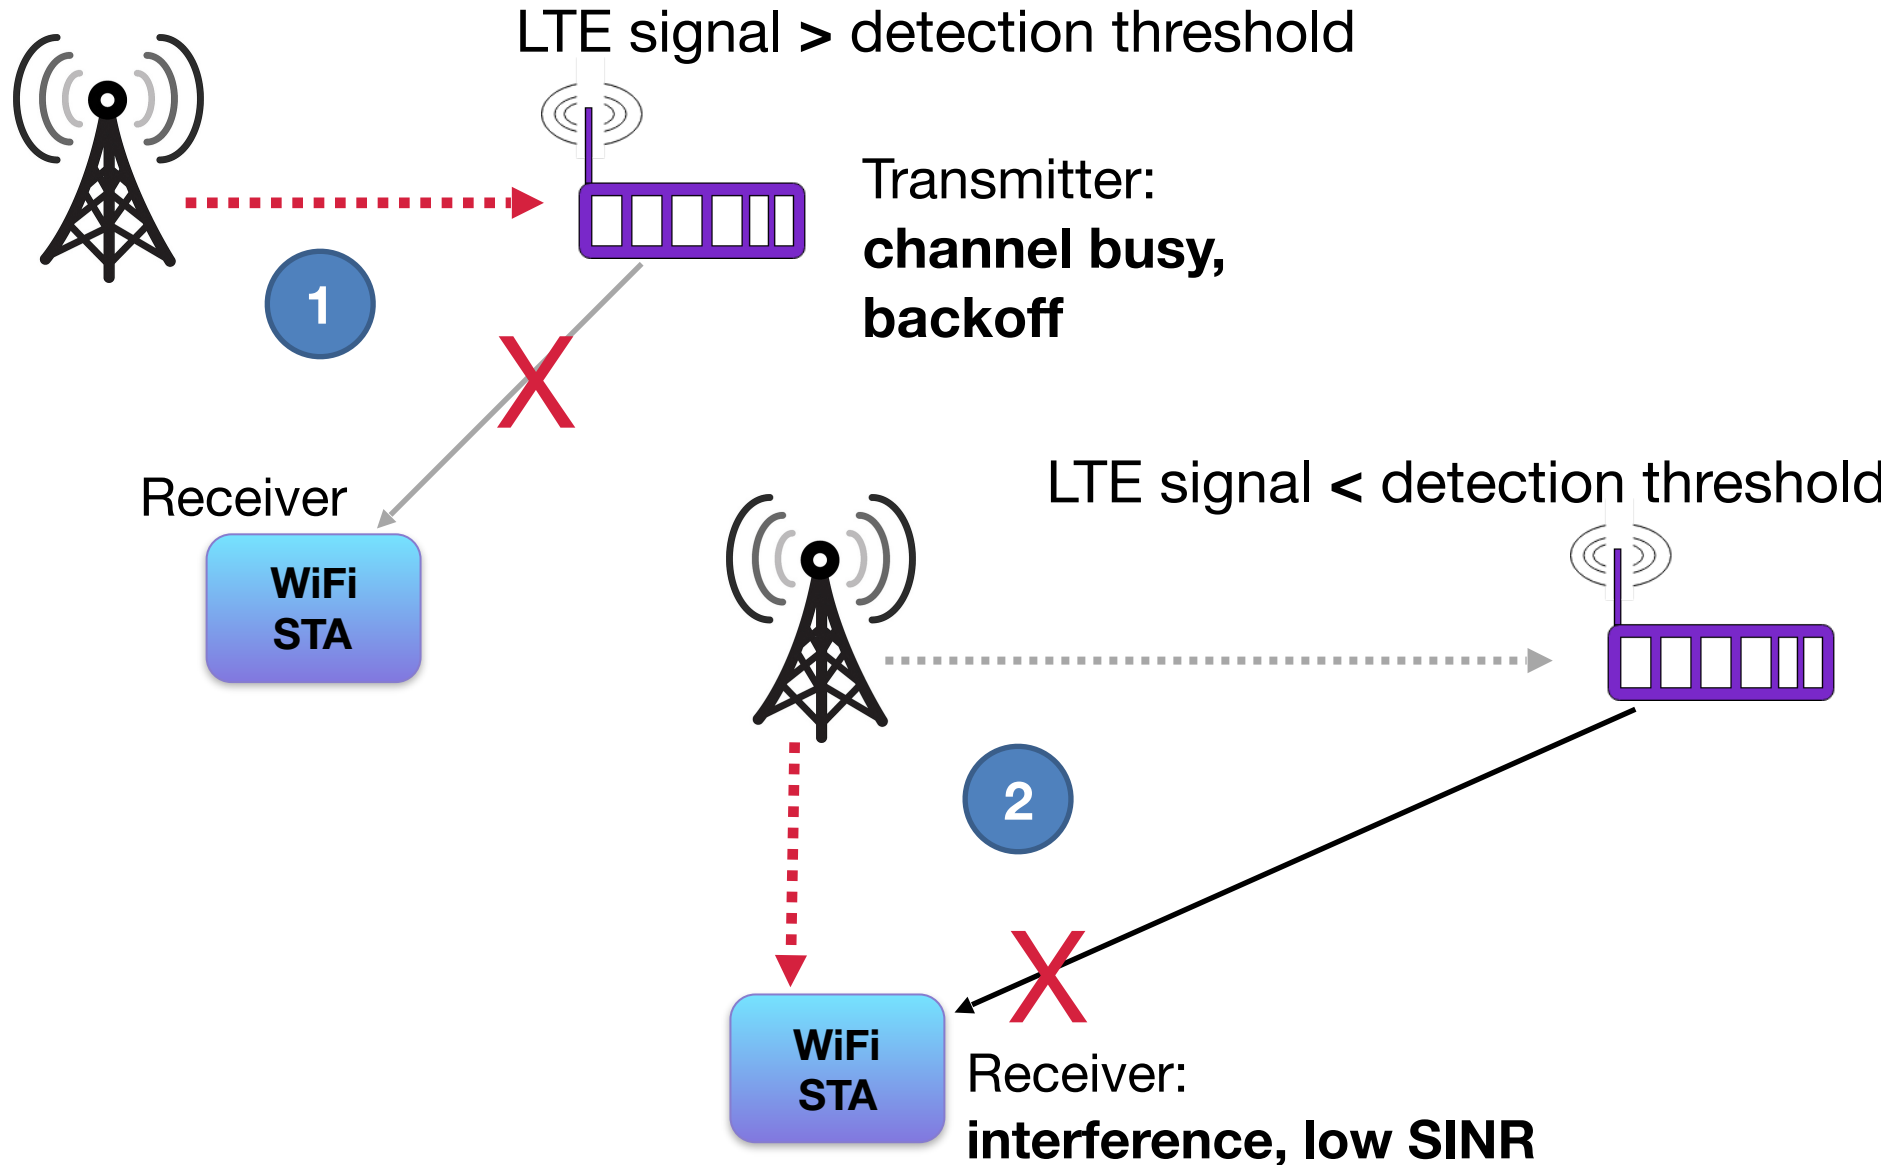 LTE signal > detection threshold
Transmitter:
channel busy,
backoff
1
X
Receiver
WiFi
STA
LTE signal < detection threshold
2
X
WiFi
STA
Receiver:
interference, low SINR